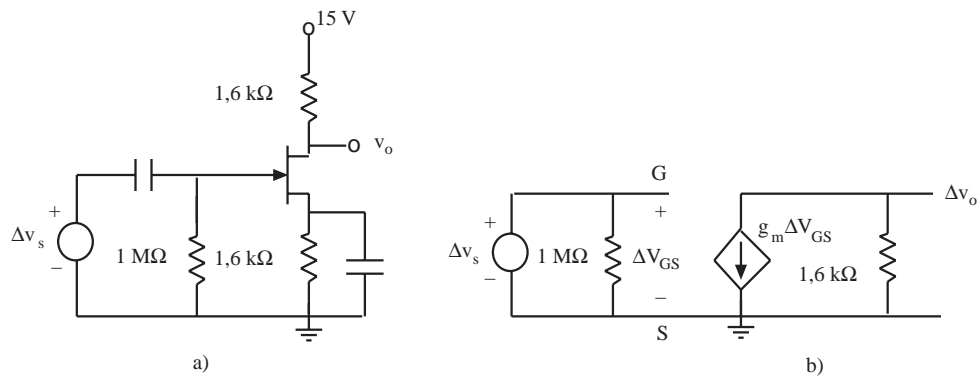 15 V
1,6 kΩ
v_o
+
Δv_s
–
1 MΩ
1,6 kΩ
a)
G
+
Δv_s
–
1 MΩ
+
ΔV_GS
–
S
g_m ΔV_GS
1,6 kΩ
Δv_o
b)